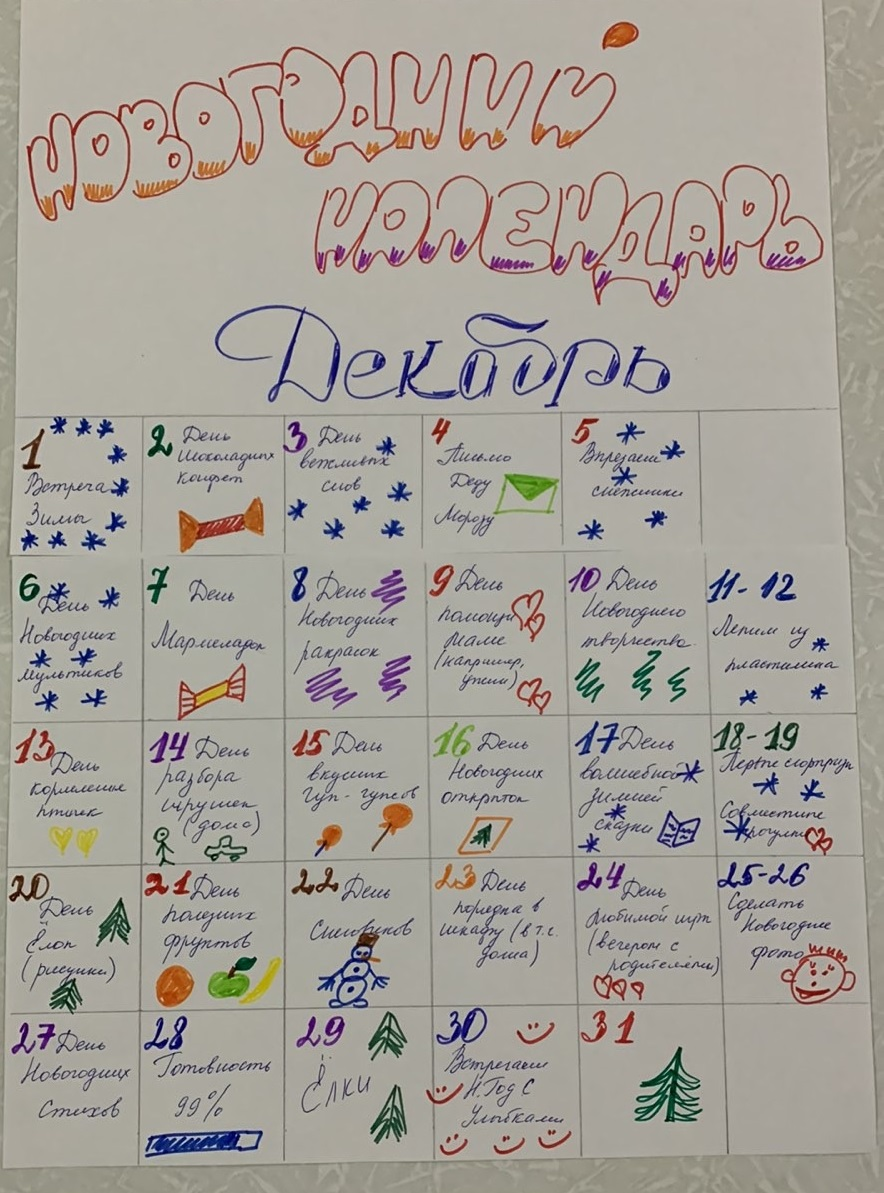 НОВОГОДНИЙ
КАЛЕНДАРЬ
Декабрь
1
Встреча
Зимы
2 День
Шоколадных
Конфет
3 День
вежливых
слов
4
Письмо
Деду
Морозу
5
Вырезаем
снежинки
6
День
Новогодних
мультиков
7 День
Мармеладок
8 День
Новогодних
раскрасок
9 День
помощи
маме
(например,
ужин)
10 День
Новогоднего
творчества
11-12
Лепим из
пластилина
13
День
кормление
птичек
14 День
разбора
игрушек
(дома)
15 День
вкусных
Чуп-чупсов
16 День
Новогодних
открыток
17 День
волшебной
Зимней
сказки
18-19
Первые сюрпризы
Совместные
прогулки
20
День
Ёлок
(рисунки)
21 День
полезных
фруктов
22 День
Снеговиков
23 День
порядка в
шкафу (в т.ч.
дома)
24 День
Любимой игры
(вечером с
родителями)
25-26
Сделать
Новогодние
фото
27 День
Новогодних
Стихов
28
Готовность
99%
29
Ёлки
30
Встречаем
Н.Год С
Улыбками
31